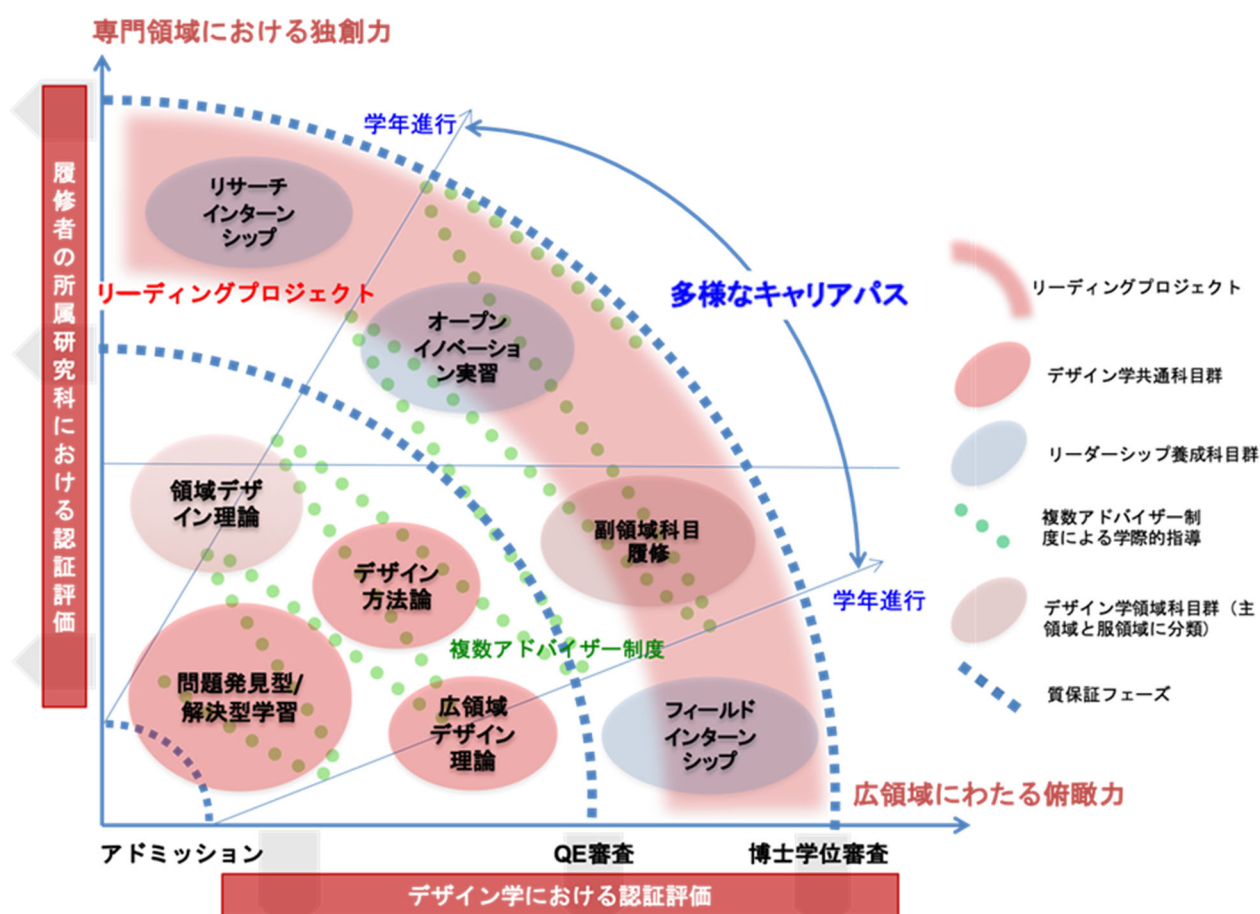 専門領域における独創力
学年進行
履修者の所属研究科における認証評価
リサーチ
インターン
シップ
リーディングプロジェクト
オープン
イノベーショ
ン実習
多様なキャリアパス
領域デザ
イン理論
デザイン
方法論
副領域科目
履修
学年進行
複数アドバイザー制度
問題発見型/
解決型学習
広領域
デザイン
理論
フィールド
インターン
シップ
広領域にわたる俯瞰力
アドミッション
QE審査
博士学位審査
デザイン学における認証評価
リーディングプロジェクト
デザイン学共通科目群
リーダーシップ養成科目群
複数アドバイザー制
度による学際的指導
デザイン学領域科目群（主
領域と服領域に分類）
質保証フェーズ